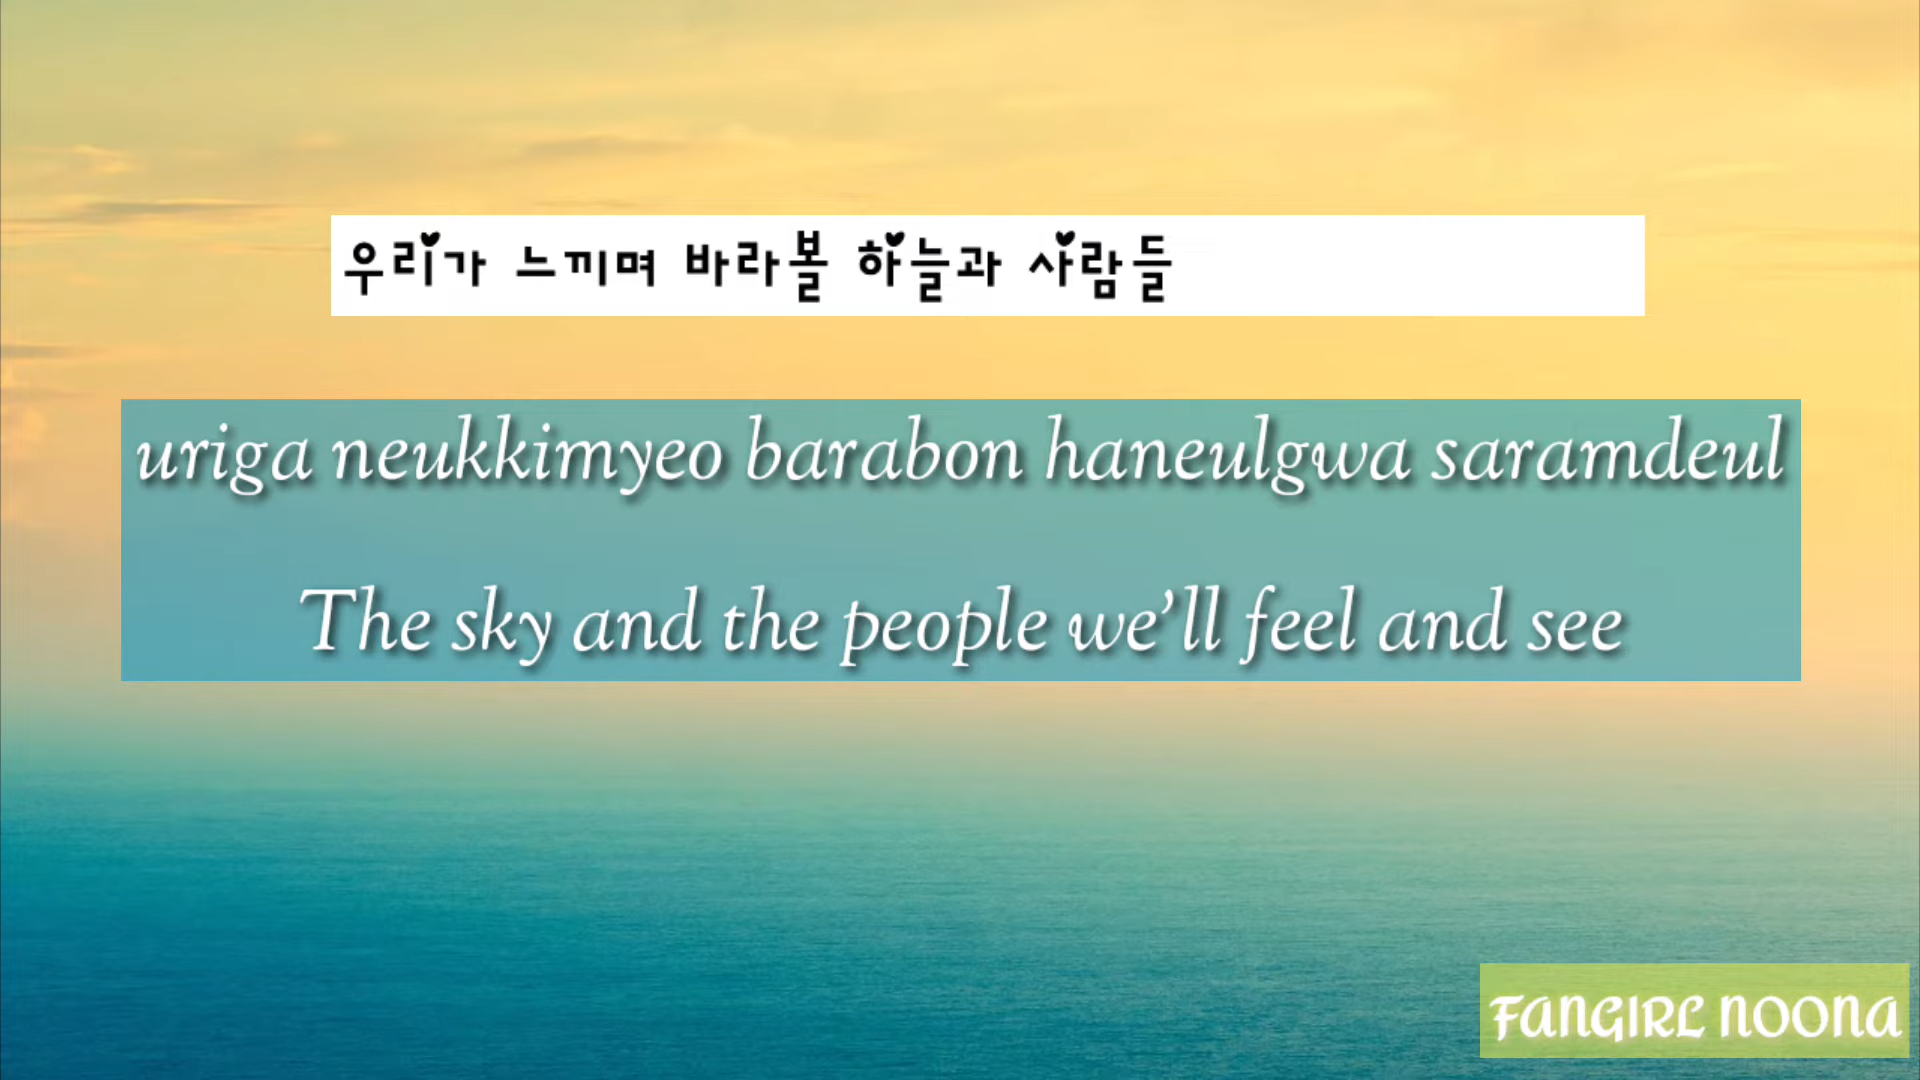 우리가 느끼며 바라볼 하늘과 사람들
uriga neukkimyeo barabon haneulgwa saramdeul
The sky and the people we'll feel and see
FANGIRL NOONA